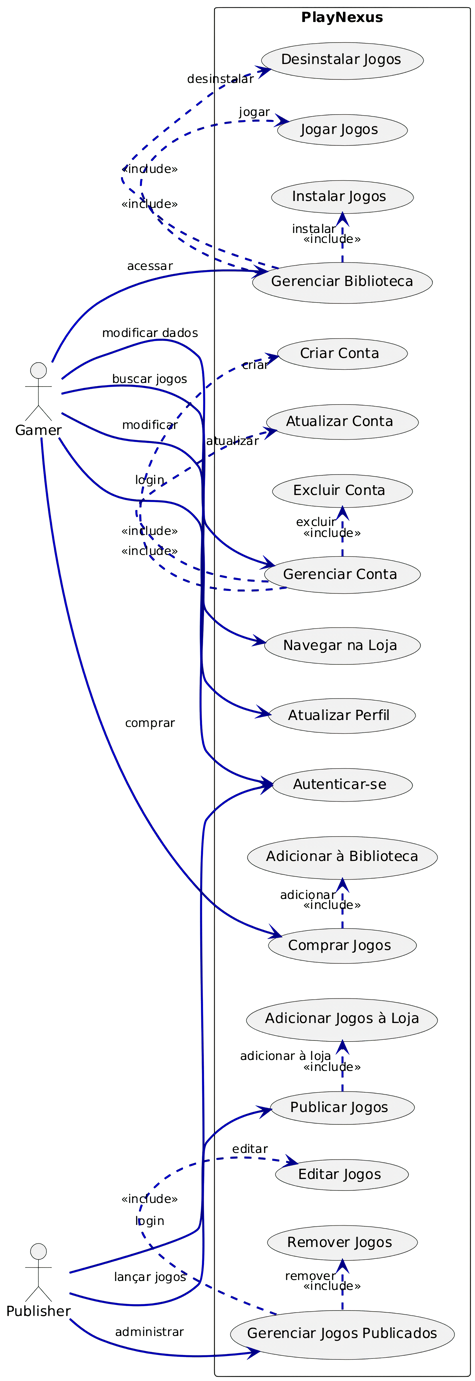 PlayNexus
Desinstalar Jogos
desinstalar
jogar
Jogar Jogos
«include»
Instalar Jogos
«include»
instalar
«include»
acessar
Gerenciar Biblioteca
modificar dados
Criar Conta
criar
buscar jogos
Gamer
modificar
Atualizar Conta
atualizar
login
Excluir Conta
excluir
«include»
«include»
«include»
Gerenciar Conta
Navegar na Loja
Atualizar Perfil
comprar
Autenticar-se
Adicionar à Biblioteca
adicionar
«include»
Comprar Jogos
Adicionar Jogos à Loja
adicionar à loja
«include»
Publicar Jogos
editar
Editar Jogos
«include»
login
Remover Jogos
lançar jogos
remover
«include»
Publisher
administrar
Gerenciar Jogos Publicados